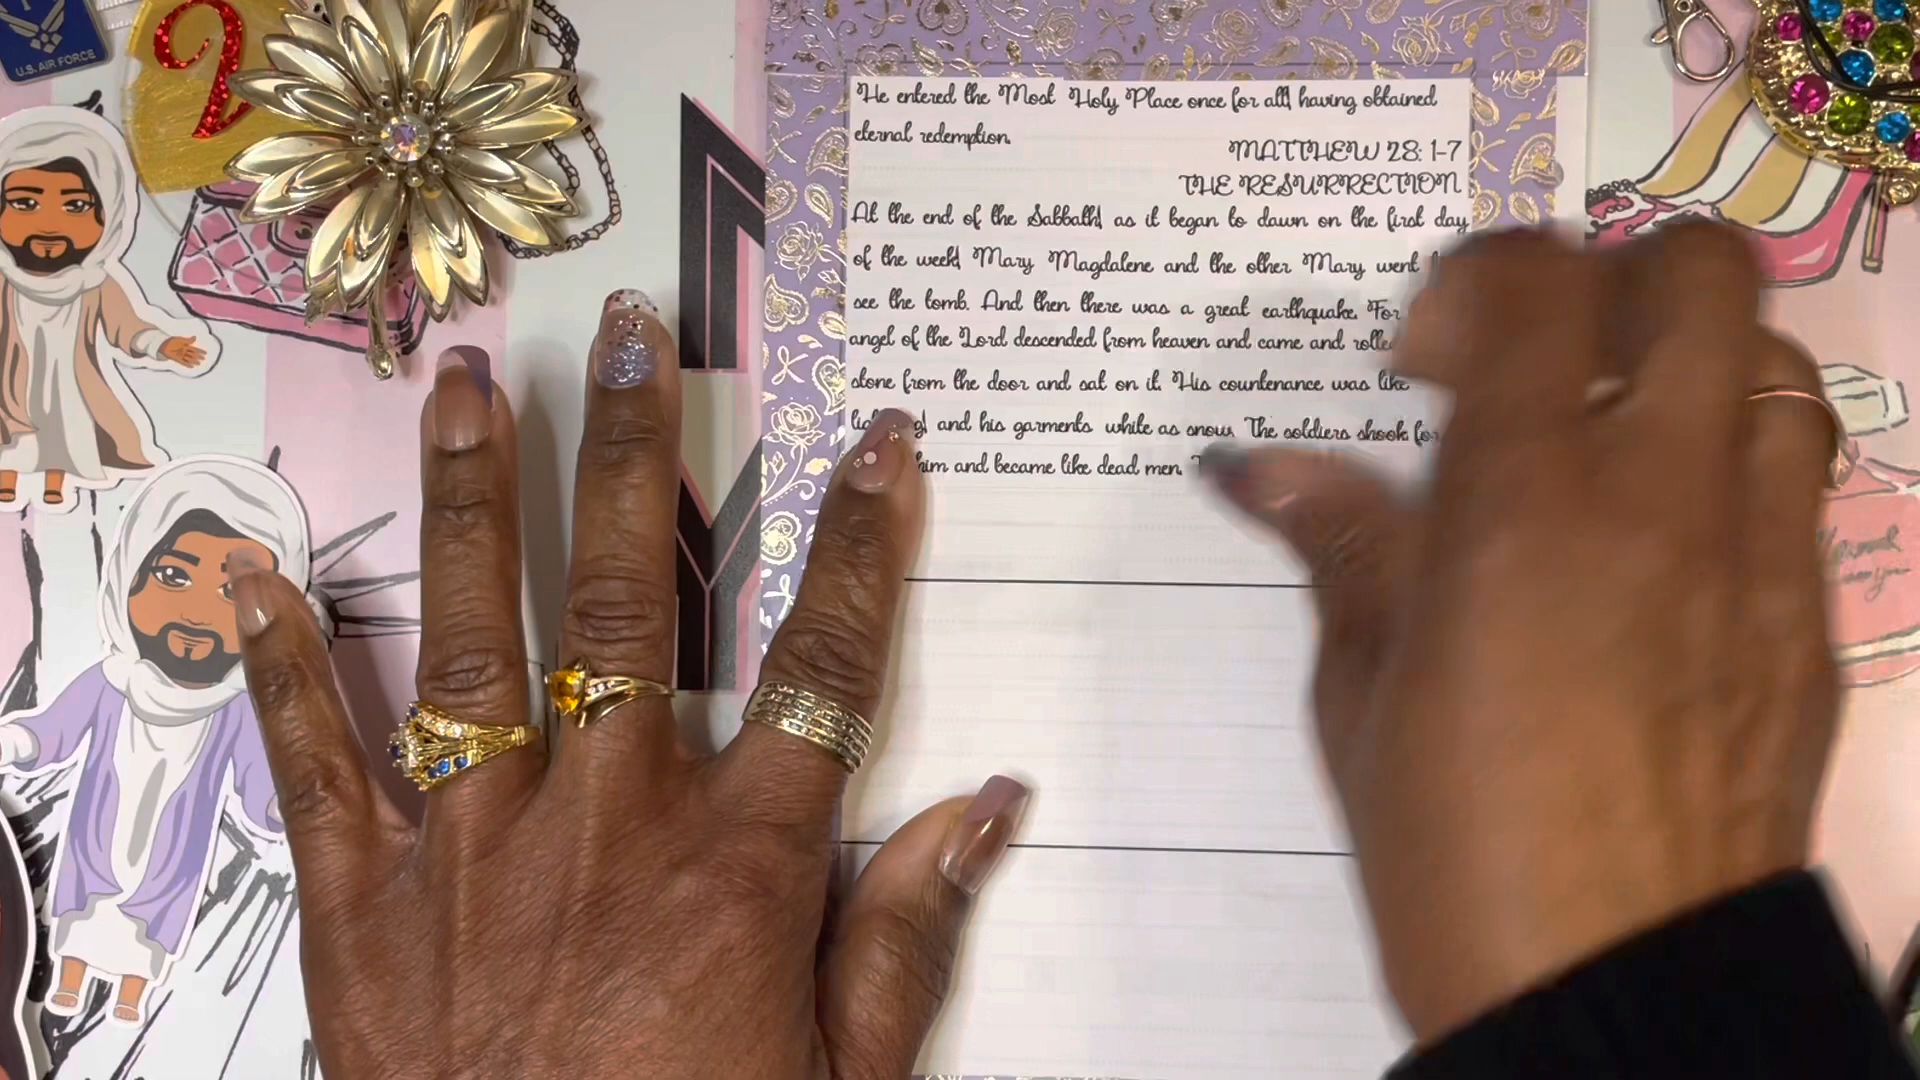 U.S. AIR FORCE
He entered the Most Holy Place once for all, having obtained
eternal redemption.
MATTHEW 28: 1-7
THE RESURRECTION
At the end of the Sabbath, as it began to dawn on the first day
of the week, Mary Magdalene and the other Mary went
see the tomb. And then there was a great earthquake. For
angel of the Lord descended from heaven and came and rolled
stone from the door and sat on it. His countenance was like
and his garments white as snow. The soldiers shook for
him and became like dead men.
NY